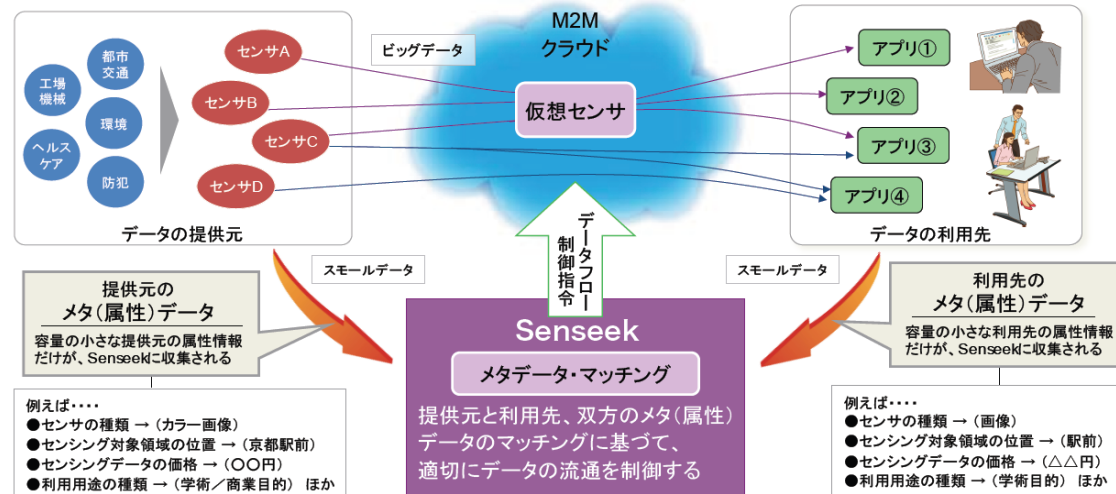 都市
交通
工場
機械
環境
ヘルス
ケア
防犯
センサA
センサB
センサC
センサD
データの提供元
ビッグデータ
M2M
クラウド
仮想センサ
アプリ①
アプリ②
アプリ③
アプリ④
データの利用先
スモールデータ
データフロー
制御指令
スモールデータ
提供元の
メタ(属性)データ
容量の小さな提供元の属性情報
だけが、Senseekに収集される
例えば‥‥
●センサの種類 → (カラー画像)
●センシング対象領域の位置 → (京都駅前)
●センシングデータの価格 → (〇〇円)
●利用用途の種類 → (学術/商業目的) ほか
Senseek
メタデータ・マッチング
提供元と利用先、双方のメタ(属性)
データのマッチングに基づて、
適切にデータの流通を制御する
利用先の
メタ(属性)データ
容量の小さな利用先の属性情報
だけが、Senseekに収集される
例えば‥‥
●センサの種類 → (画像)
●センシング対象領域の位置 → (駅前)
●センシングデータの価格 → (△△円)
●利用用途の種類 → (学術目的) ほか